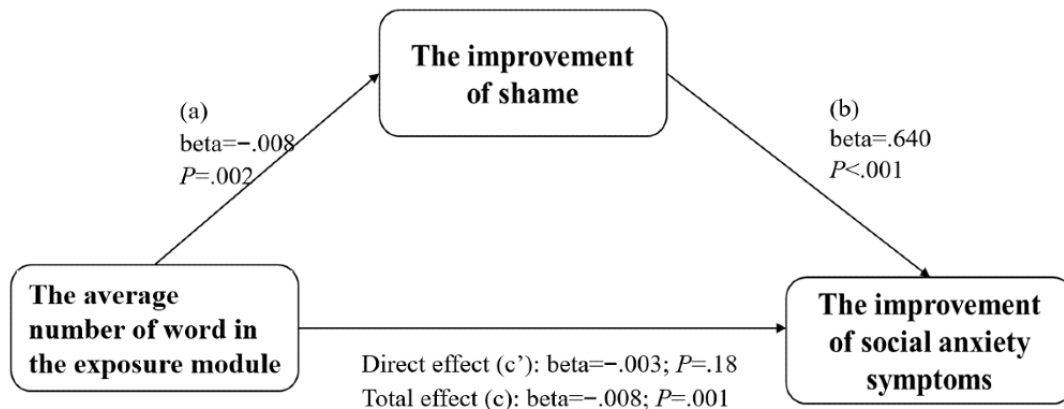 The improvement
of shame
(a)
beta=−.008
P=.002
(b)
beta=.640
P<.001
The average
number of word in
the exposure module
The improvement
of social anxiety
symptoms
Direct effect (c’): beta=−.003; P=.18
Total effect (c): beta=−.008; P=.001